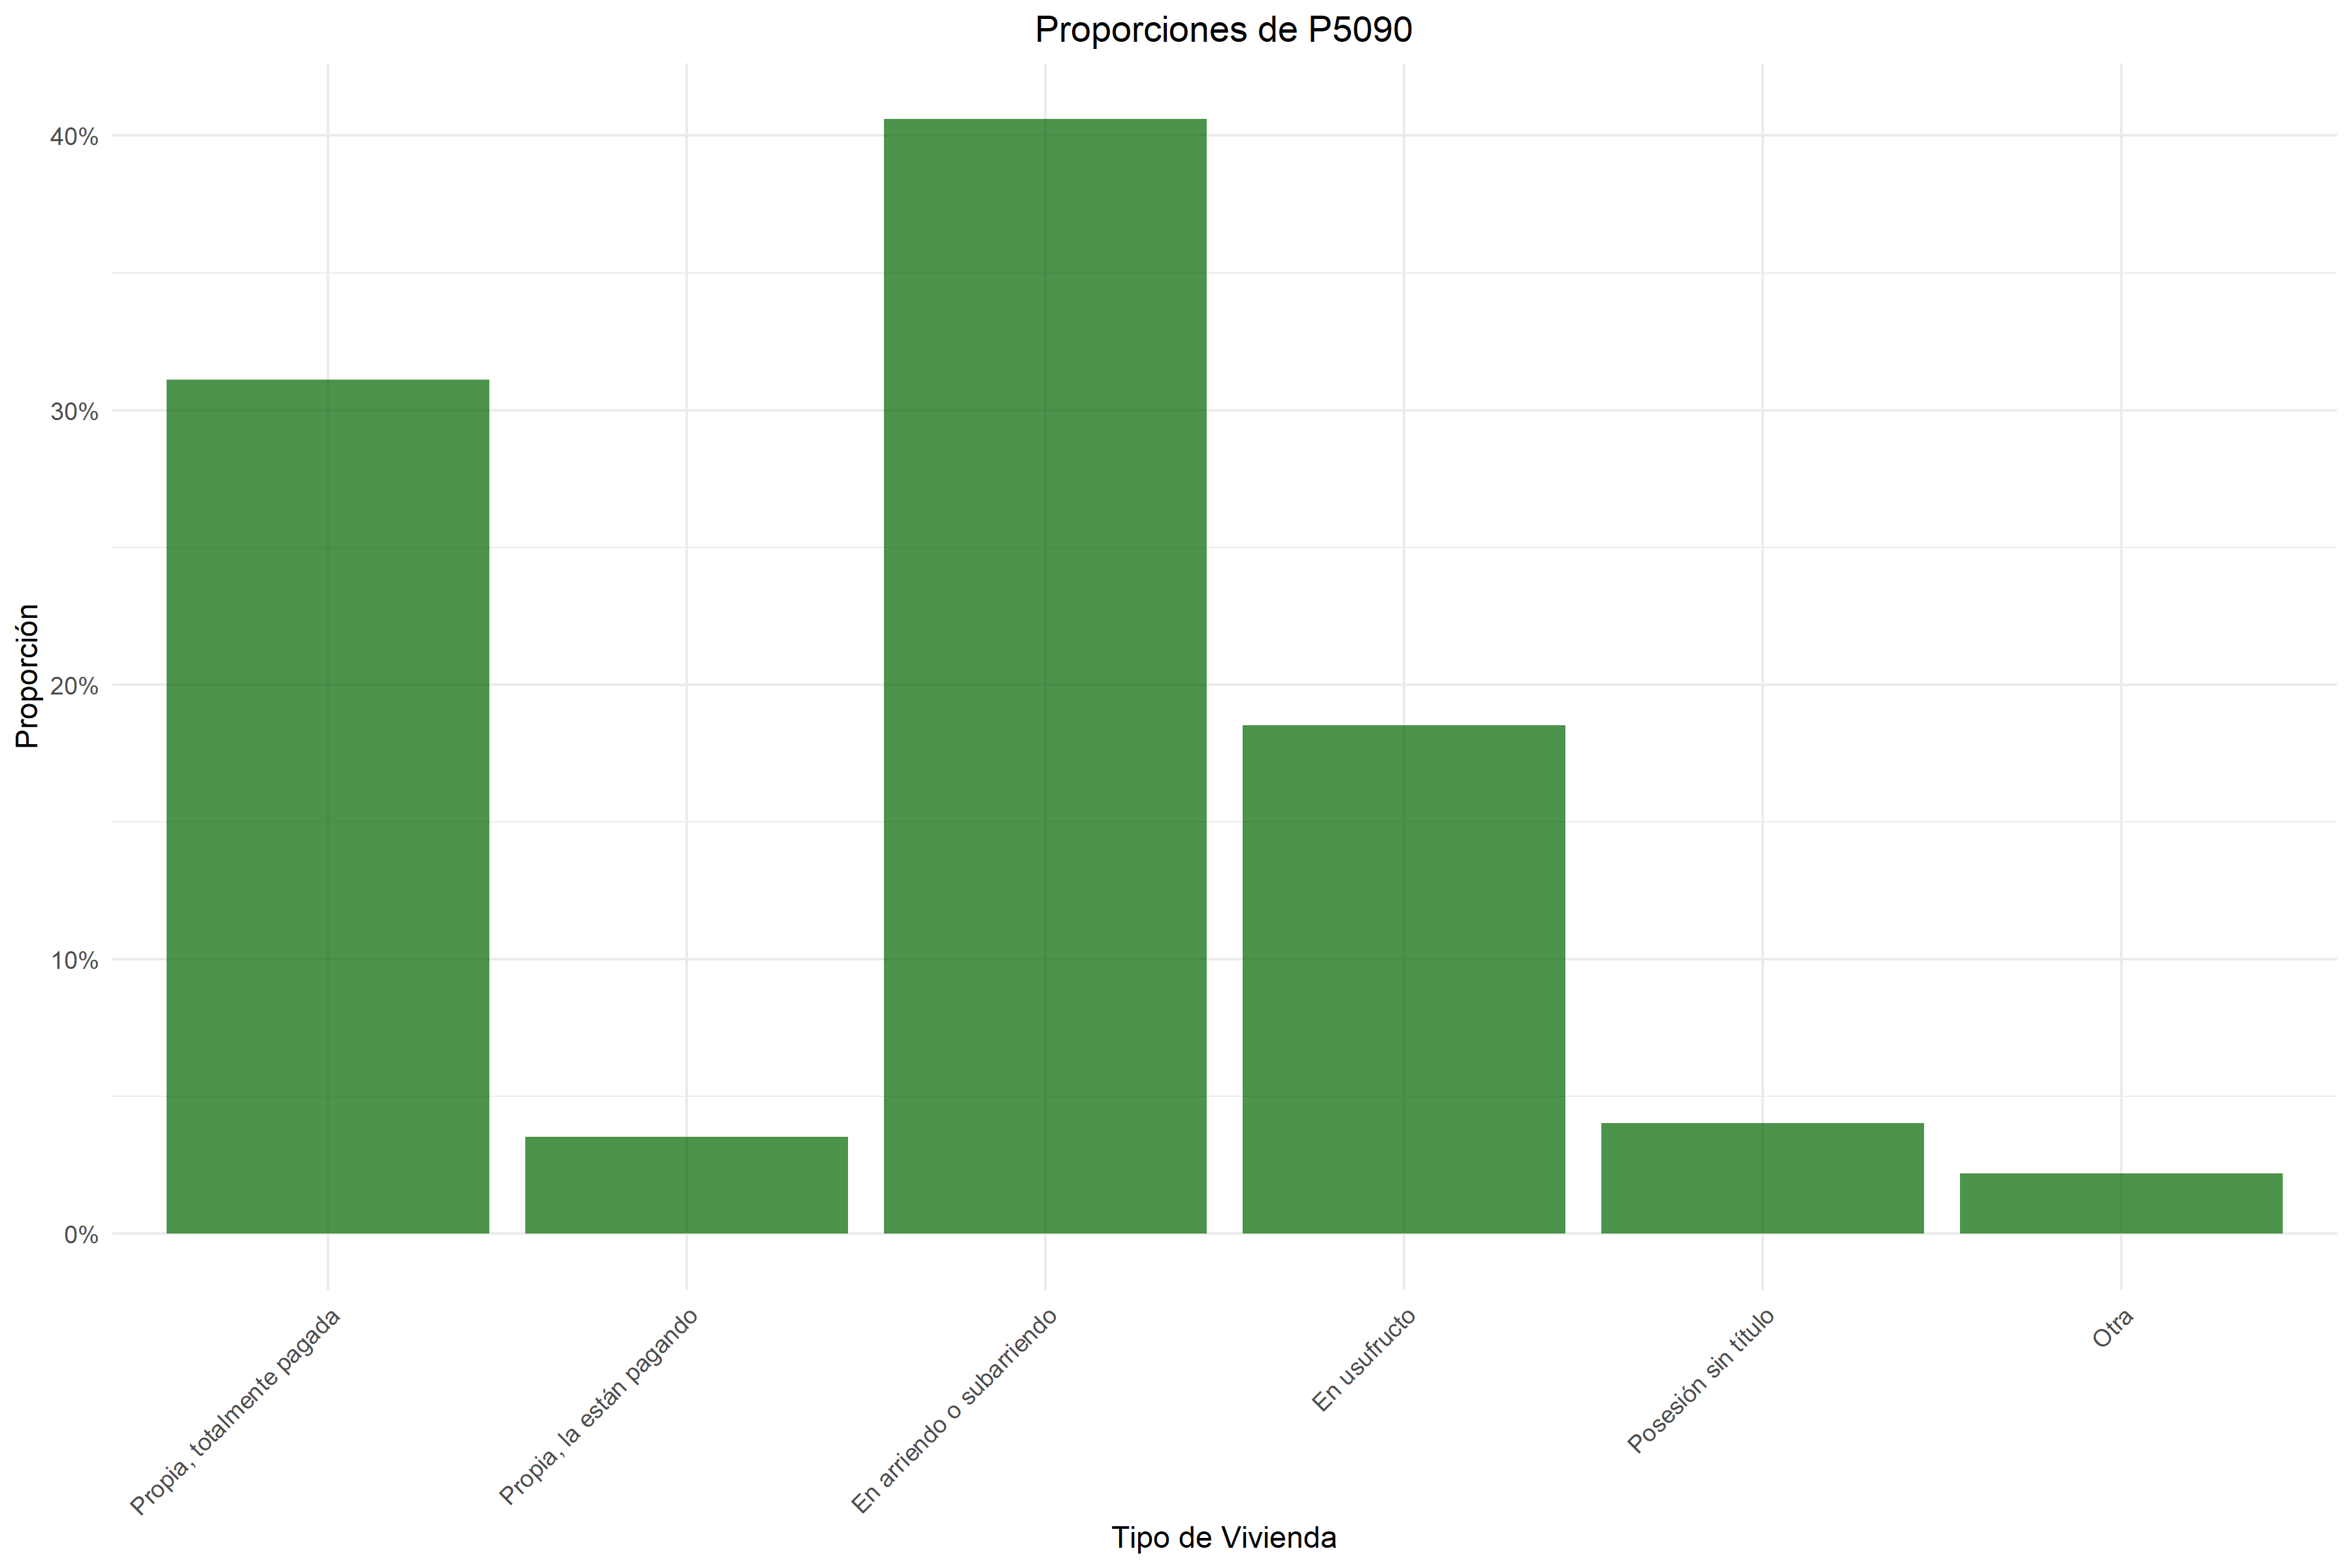 Proporciones de P5090
Proporción
40%
30%
20%
10%
0%
Propia, totalmente pagada
Propia, la están pagando
En arriendo o subarriendo
En usufructo
Posesión sin título
Otra
Tipo de Vivienda